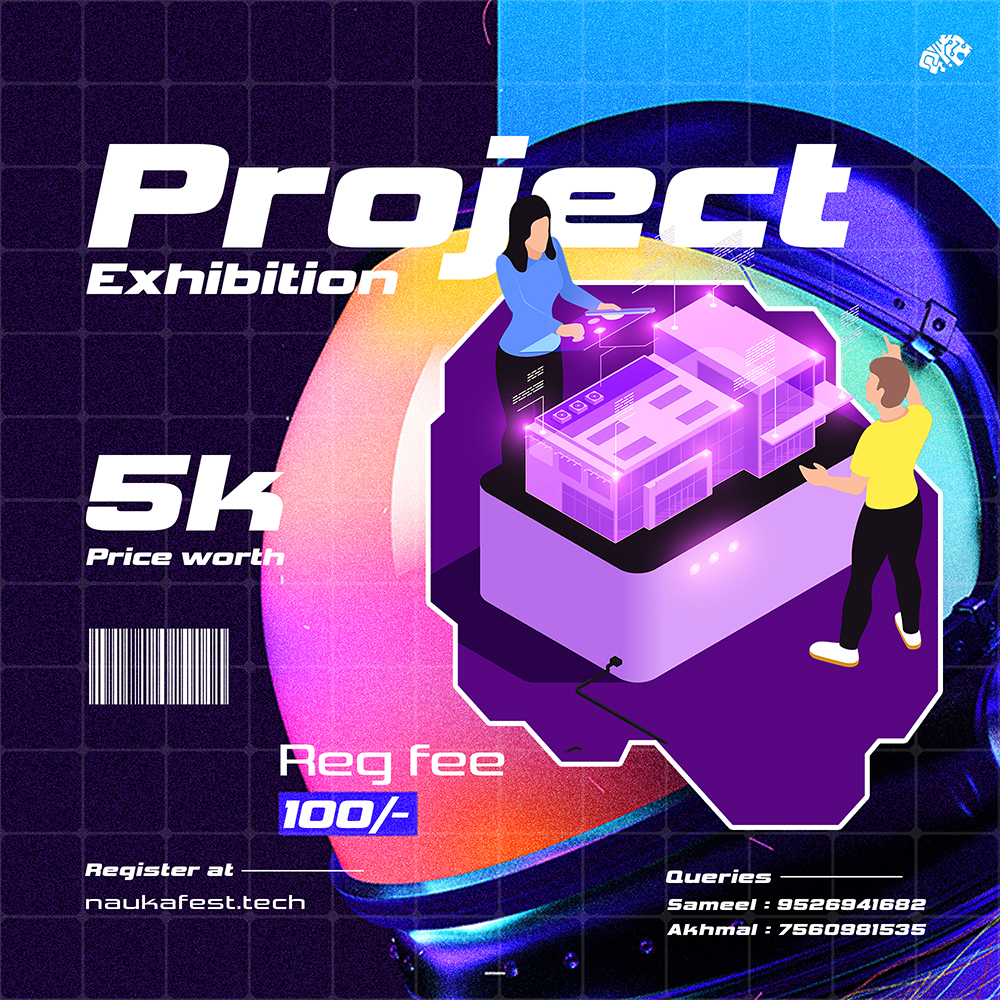 Project
Exhibition
5k
Price worth
Reg fee
100/-
Register at
naukafest.tech
Queries
Sameel : 9526941682
Akhmal : 7560981535